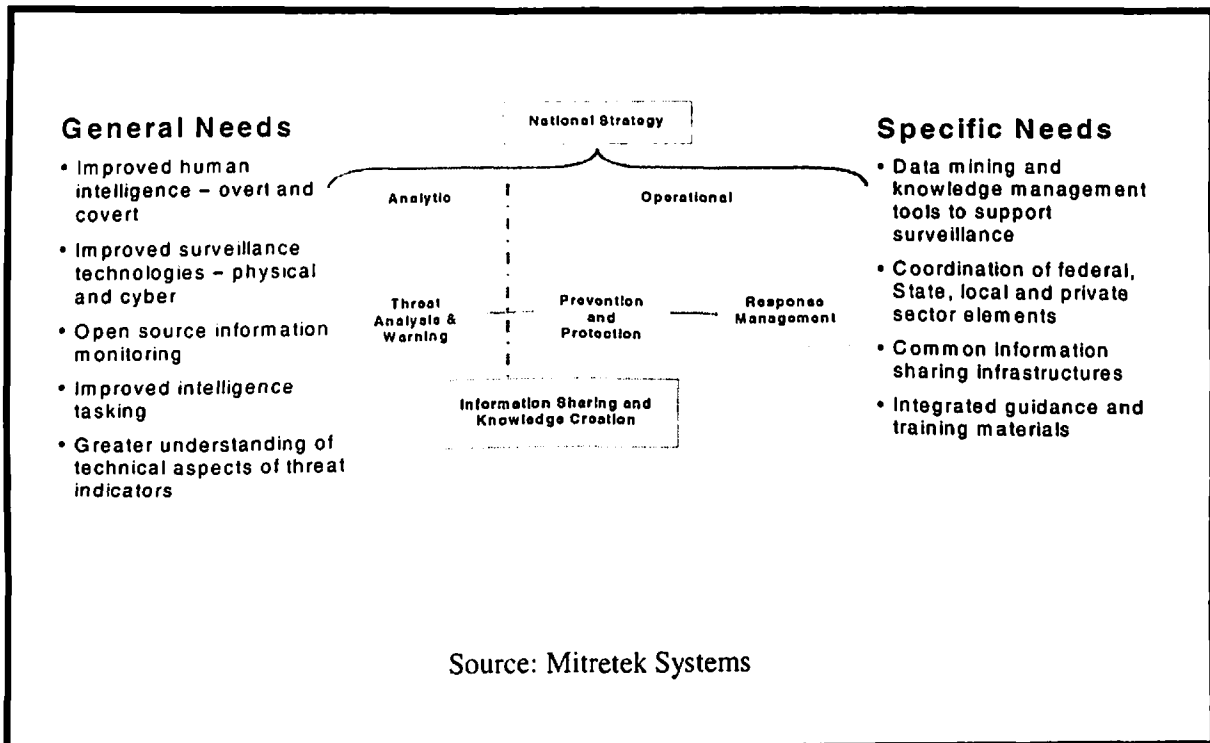 General Needs
• Improved human
intelligence – overt and
covert
• Improved surveillance
technologies – physical
and cyber
• Open source information
monitoring
• Improved intelligence
tasking
• Greater understanding of
technical aspects of threat
indicators
National Strategy
Analytic
Operational
Threat
Analysis &
Warning
Prevention
and
Protection
Response
Management
Information Sharing and
Knowledge Creation
Specific Needs
• Data mining and
knowledge management
tools to support
surveillance
• Coordination of federal,
State, local and private
sector elements
• Common Information
sharing infrastructures
• Integrated guidance and
training materials
Source: Mitretek Systems